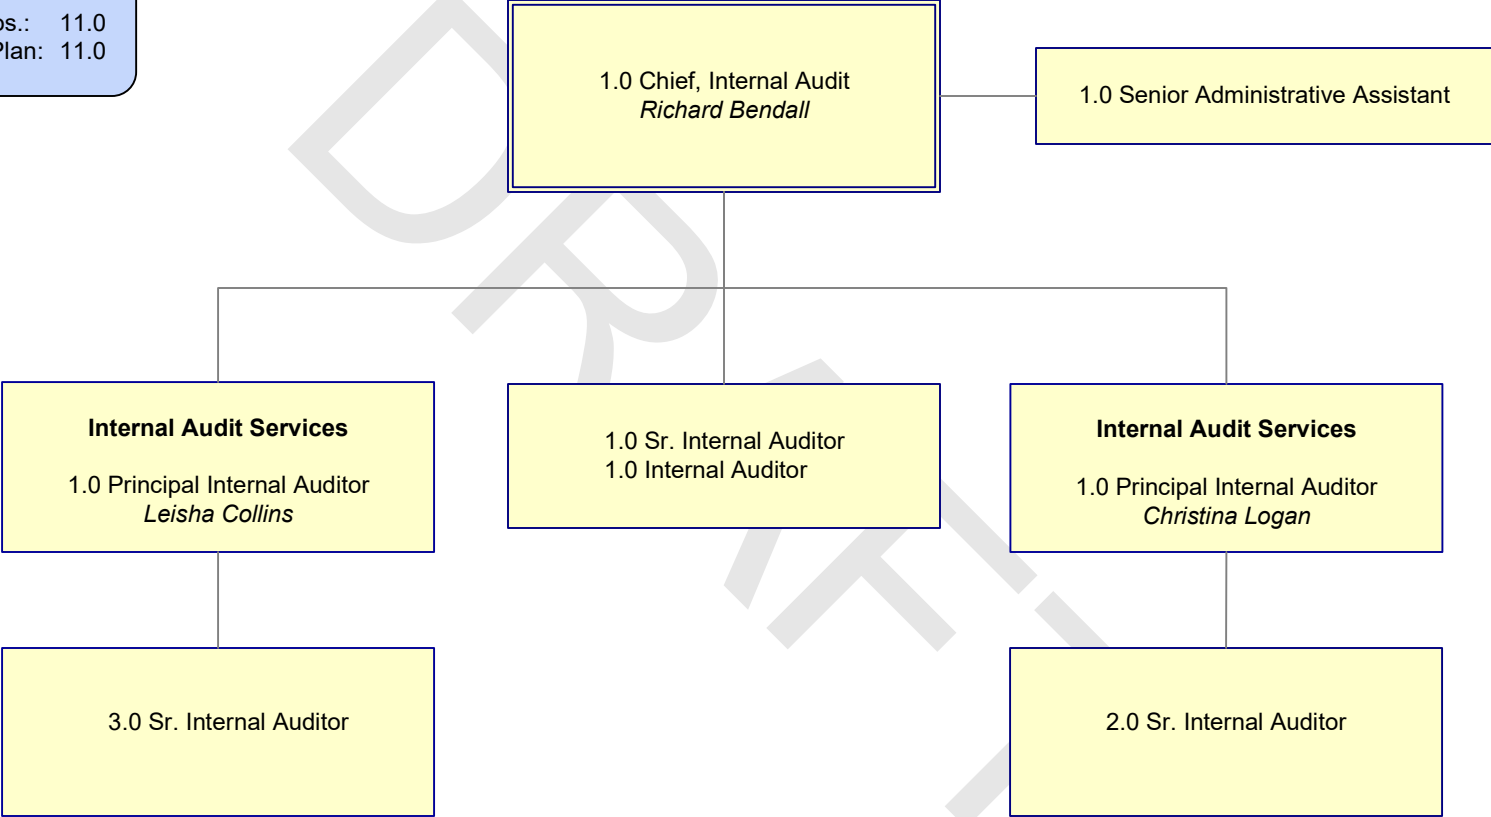 11.0
11.0
1.0 Chief, Internal Audit
Richard Bendall
1.0 Senior Administrative Assistant
Internal Audit Services
1.0 Principal Internal Auditor
Leisha Collins
1.0 Sr. Internal Auditor
1.0 Internal Auditor
Internal Audit Services
1.0 Principal Internal Auditor
Christina Logan
3.0 Sr. Internal Auditor
2.0 Sr. Internal Auditor
DRAFT